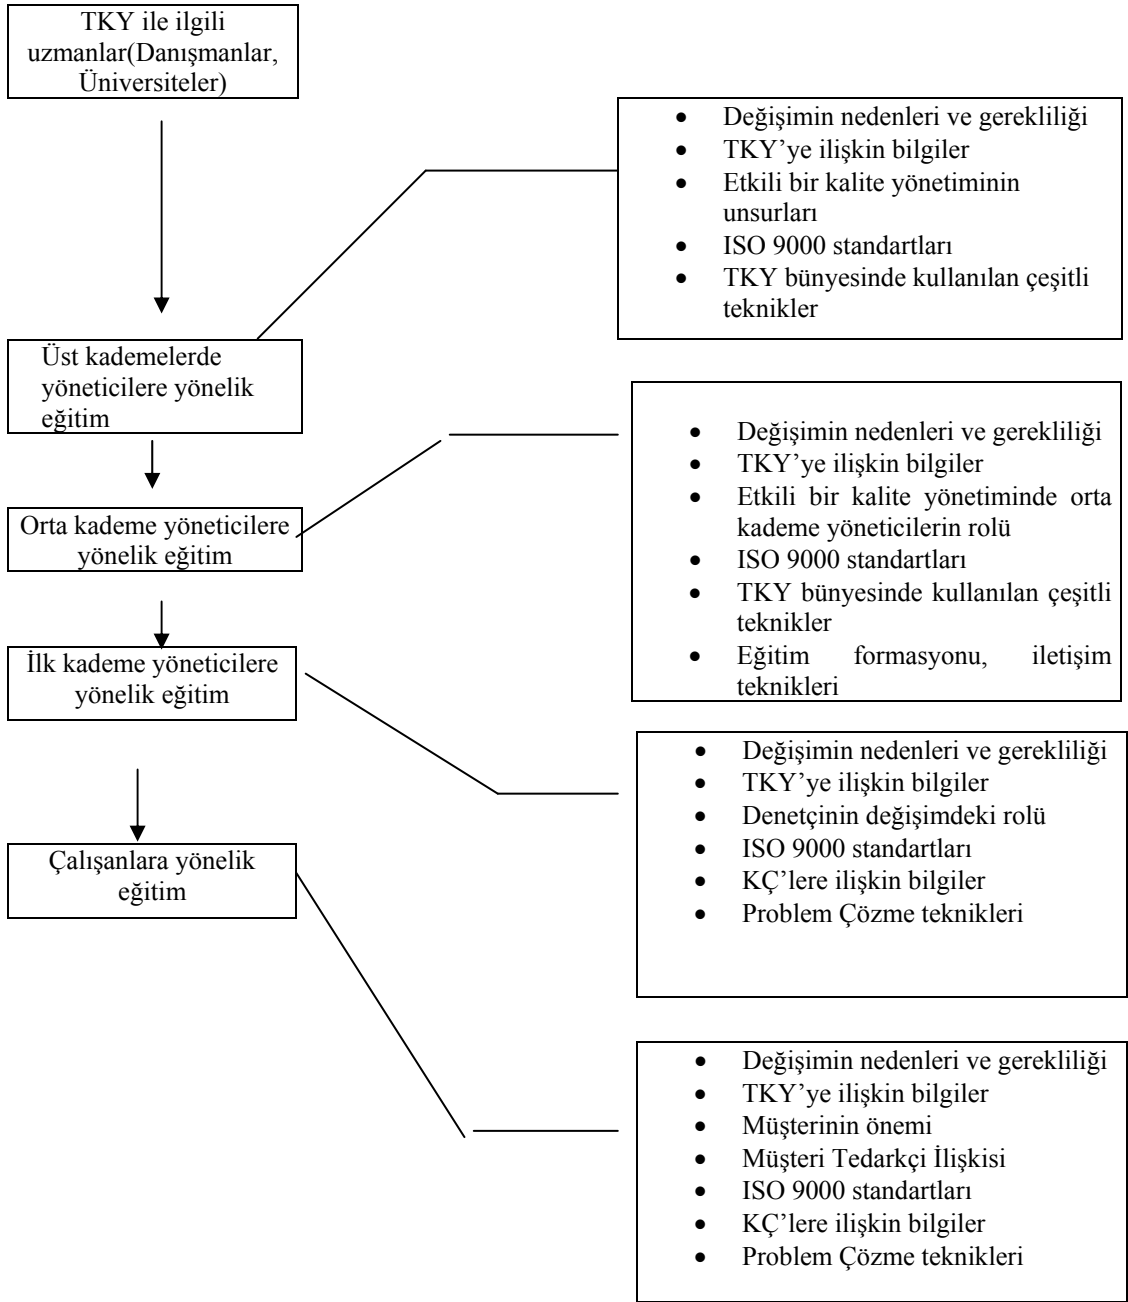 TKY ile ilgili
uzmanlar(Danışmanlar,
Üniversiteler)
• Değişimin nedenleri ve gerekliliği
• TKY’ye ilişkin bilgiler
• Etkili bir kalite yönetiminin
unsurları
• ISO 9000 standartları
• TKY bünyesinde kullanılan çeşitli
teknikler
Üst kademelerde
yöneticilere yönelik
eğitim
• Değişimin nedenleri ve gerekliliği
• TKY’ye ilişkin bilgiler
• Etkili bir kalite yönetiminde orta
kademe yöneticilerin rolü
• ISO 9000 standartları
• TKY bünyesinde kullanılan çeşitli
teknikler
• Eğitim formasyonu, iletişim
teknikleri
Orta kademe yöneticilere
yönelik eğitim
İlk kademe yöneticilere
yönelik eğitim
• Değişimin nedenleri ve gerekliliği
• TKY’ye ilişkin bilgiler
• Denetçinin değişimdeki rolü
• ISO 9000 standartları
• KÇ’lere ilişkin bilgiler
• Problem Çözme teknikleri
Çalışanlara yönelik
eğitim
• Değişimin nedenleri ve gerekliliği
• TKY’ye ilişkin bilgiler
• Müşterinin önemi
• Müşteri Tedarkçi İlişkisi
• ISO 9000 standartları
• KÇ’lere ilişkin bilgiler
• Problem Çözme teknikleri